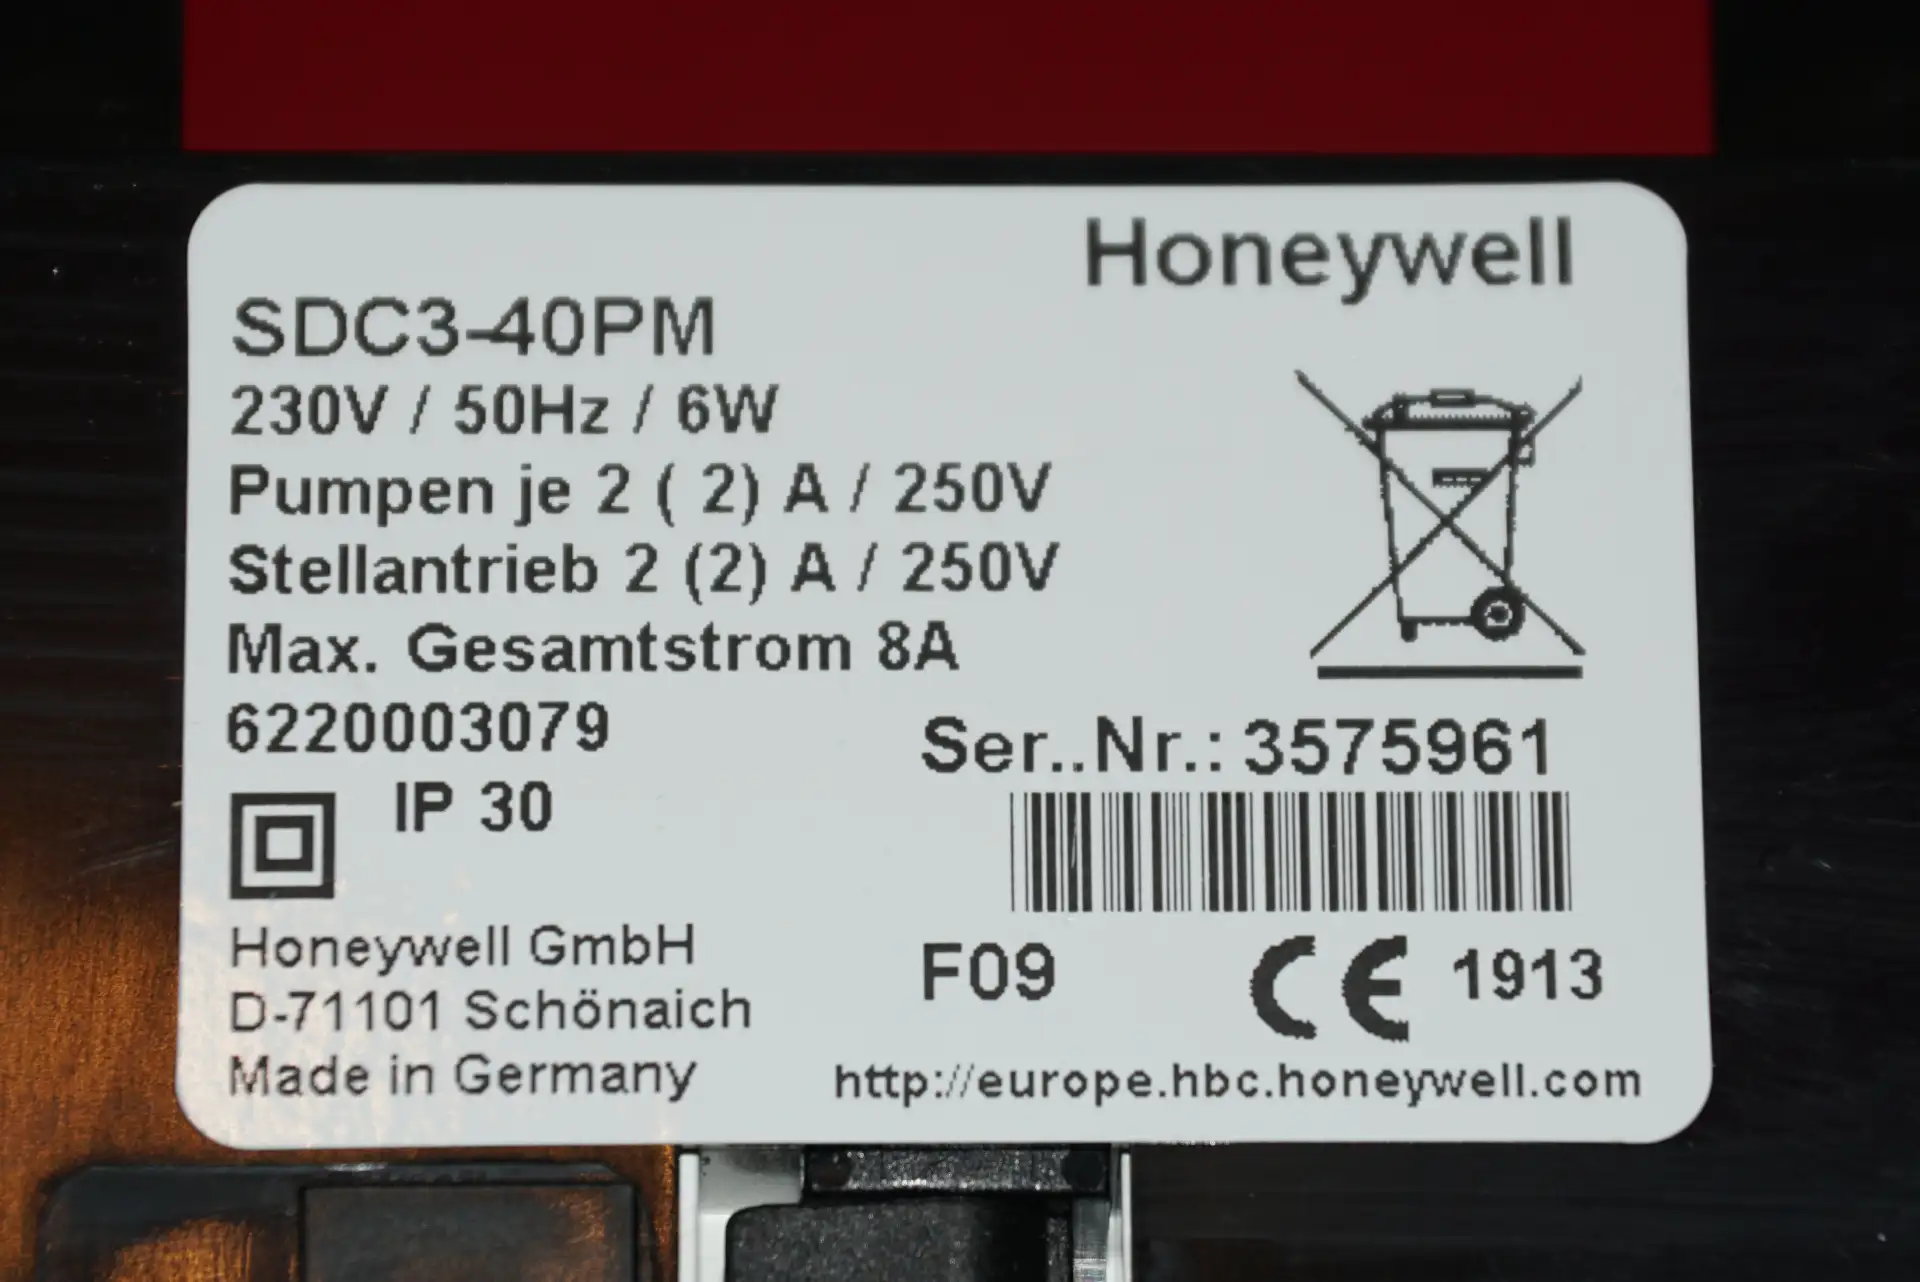 Honeywell
SDC3-40PM
230V / 50Hz / 6W
Pumpen je 2 ( 2) A / 250V
Stellantrieb 2 (2) A / 250V
Max. Gesamtstrom 8A
6220003079
Ser..Nr.: 3575961
IP 30
Honeywell GmbH
D-71101 Schönaich
Made in Germany
F09
CE 1913
http://europe.hbc.honeywell.com